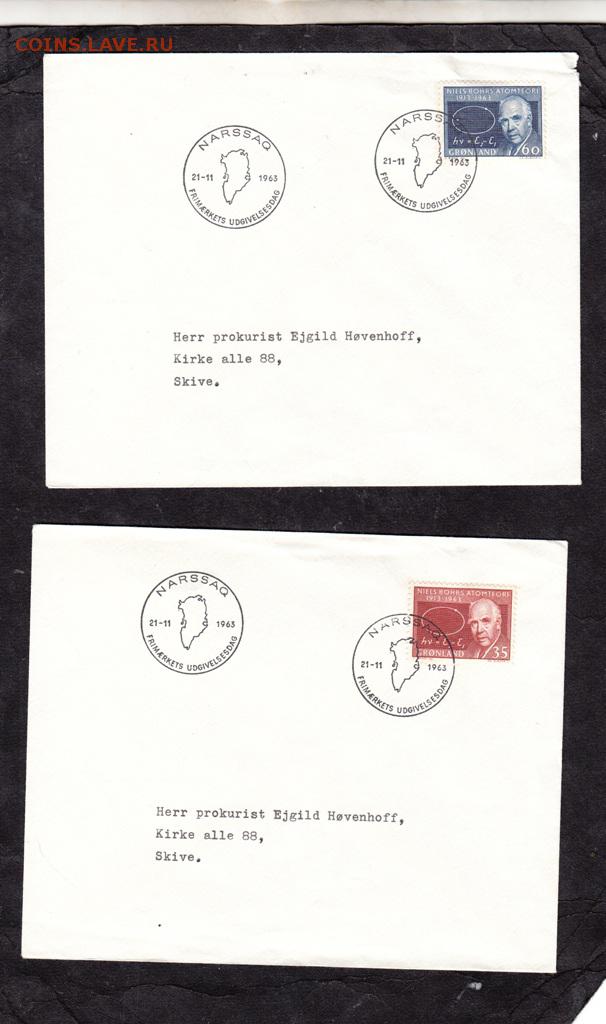 COINS.LAVE.RU
NARSSAQ
21-11 1963
FRIMÆRKETS UDGIVELSESDAG
NARSS
21-11 1963
FRIMÆRKETS UDGIVELSESDAG
NIELS BOHRS ATOMTEORI
1913-1963
hν = E₂-E₁
GRØNLAND 60
Herr prokurist Ejgild Høvenhoff,
Kirke alle 88,
Skive.
NARSSAQ
21-11 1963
FRIMÆRKETS UDGIVELSESDAG
NARSSAQ
21-11 1963
FRIMÆRKETS UDGIVELSESDAG
NIELS BOHRS ATOMTEORI
1913-1963
hν = E₂-E₁
GRØNLAND 35
Herr prokurist Ejgild Høvenhoff,
Kirke alle 88,
Skive.